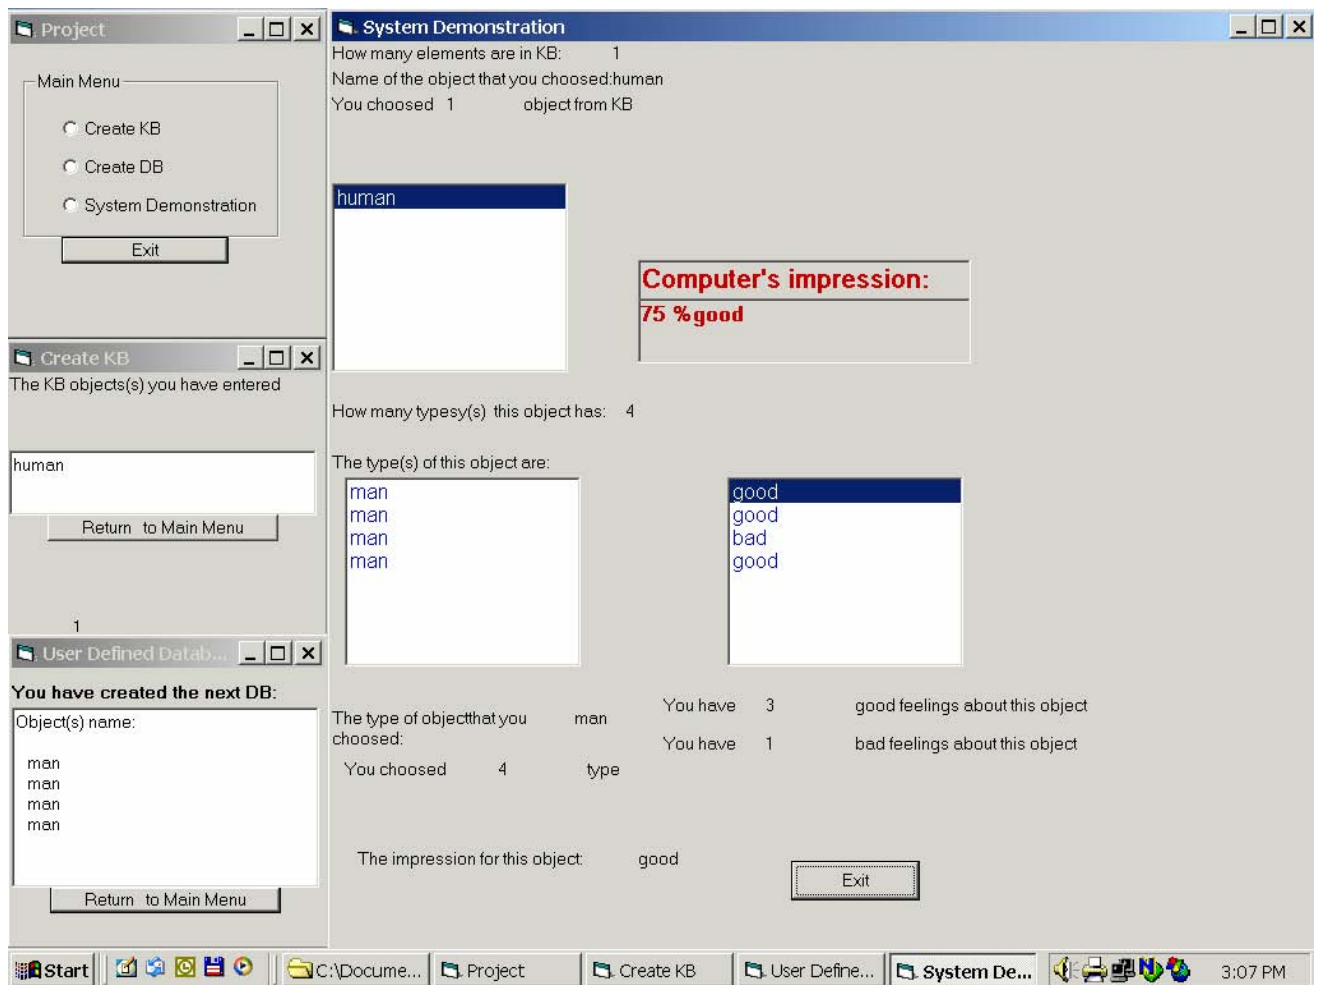 Project
Main Menu
Create KB
Create DB
System Demonstration
Exit
Create KB
The KB objects(s) you have entered
human
Return to Main Menu
1
User Defined Datab...
You have created the next DB:
Object(s) name:
man
man
man
man
Return to Main Menu
System Demonstration
How many elements are in KB: 1
Name of the object that you choosed:human
You choosed 1 object from KB
human
Computer's impression:
75 %good
How many typesy(s) this object has: 4
The type(s) of this object are:
man
man
man
man
good
good
bad
good
The type of objectthat you choosed: man
You choosed 4 type
You have 3 good feelings about this object
You have 1 bad feelings about this object
The impression for this object: good
Exit
Start
C:\Docume...
Project
Create KB
User Define...
System De...
3:07 PM